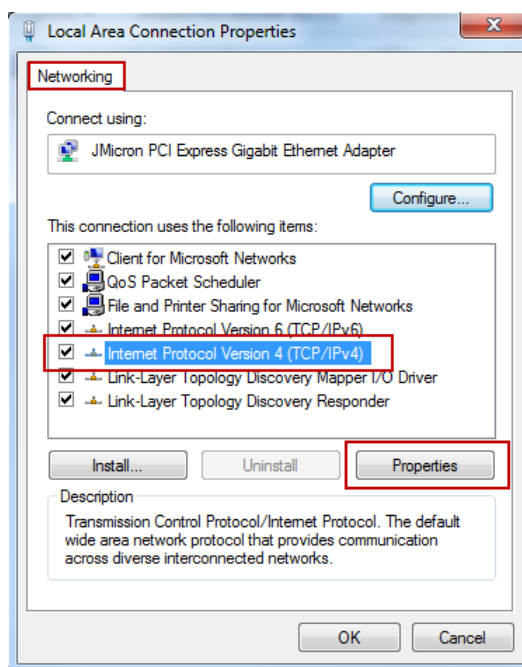 Local Area Connection Properties
Networking
Connect using:
JMicron PCI Express Gigabit Ethernet Adapter
Configure...
This connection uses the following items:
Client for Microsoft Networks
QoS Packet Scheduler
File and Printer Sharing for Microsoft Networks
Internet Protocol Version 6 (TCP/IPv6)
Internet Protocol Version 4 (TCP/IPv4)
Link-Layer Topology Discovery Mapper I/O Driver
Link-Layer Topology Discovery Responder
Install...
Uninstall
Properties
Description
Transmission Control Protocol/Internet Protocol. The default
wide area network protocol that provides communication
across diverse interconnected networks.
OK
Cancel